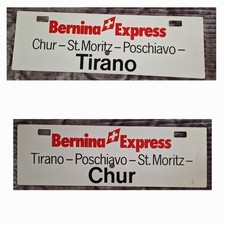 Bernina Express
Chur – St. Moritz – Poschiavo –
Tirano
Bernina Express
Tirano – Poschiavo – St. Moritz –
Chur